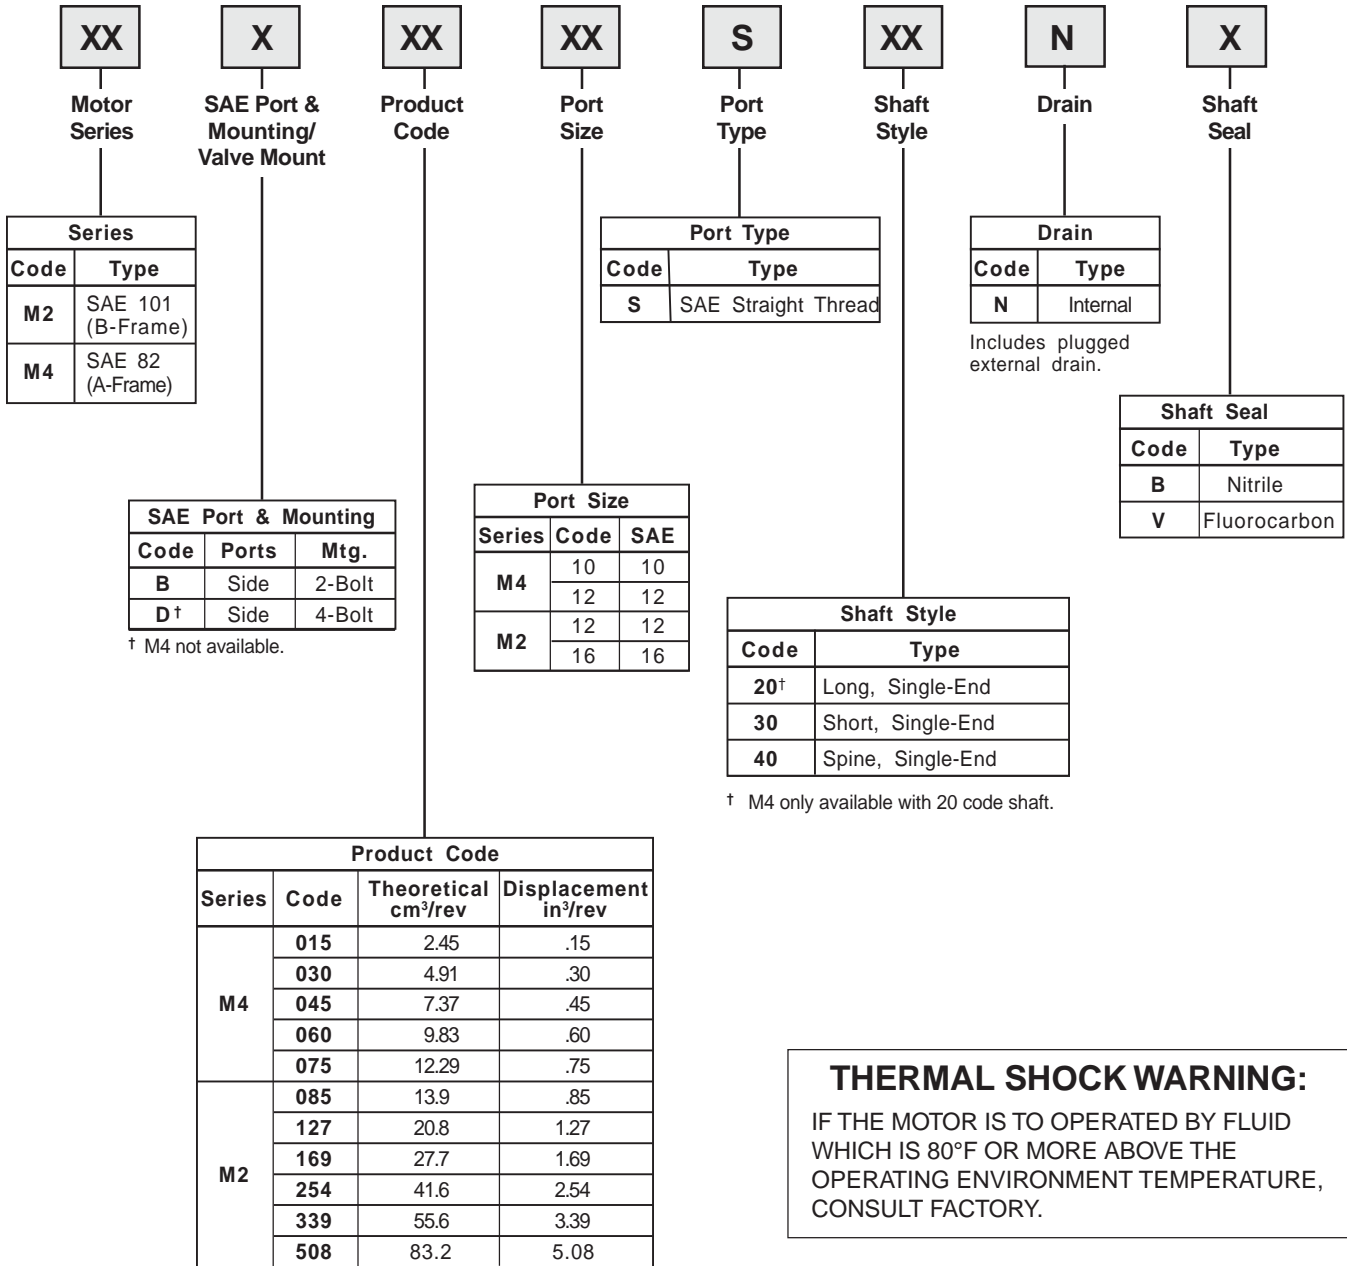 XX X XX XX S XX N X
Motor Series
SAE Port & Mounting/ Valve Mount
Product Code
Port Size
Port Type
Shaft Style
Drain
Shaft Seal
Series
Code Type
M2 SAE 101 (B-Frame)
M4 SAE 82 (A-Frame)
Port Type
Code Type
S SAE Straight Thread
Drain
Code Type
N Internal
Includes plugged
external drain.
Shaft Seal
Code Type
B Nitrile
V Fluorocarbon
SAE Port & Mounting
Code Ports Mtg.
B Side 2-Bolt
D† Side 4-Bolt
† M4 not available.
Port Size
Series Code SAE
M4 10 10
12 12
M2 12 12
16 16
Shaft Style
Code Type
20† Long, Single-End
30 Short, Single-End
40 Spine, Single-End
† M4 only available with 20 code shaft.
Product Code
Series Code Theoretical cm³/rev Displacement in³/rev
M4 015 2.45 .15
030 4.91 .30
045 7.37 .45
060 9.83 .60
075 12.29 .75
M2 085 13.9 .85
127 20.8 1.27
169 27.7 1.69
254 41.6 2.54
339 55.6 3.39
508 83.2 5.08
THERMAL SHOCK WARNING:
IF THE MOTOR IS TO OPERATED BY FLUID
WHICH IS 80°F OR MORE ABOVE THE
OPERATING ENVIRONMENT TEMPERATURE,
CONSULT FACTORY.